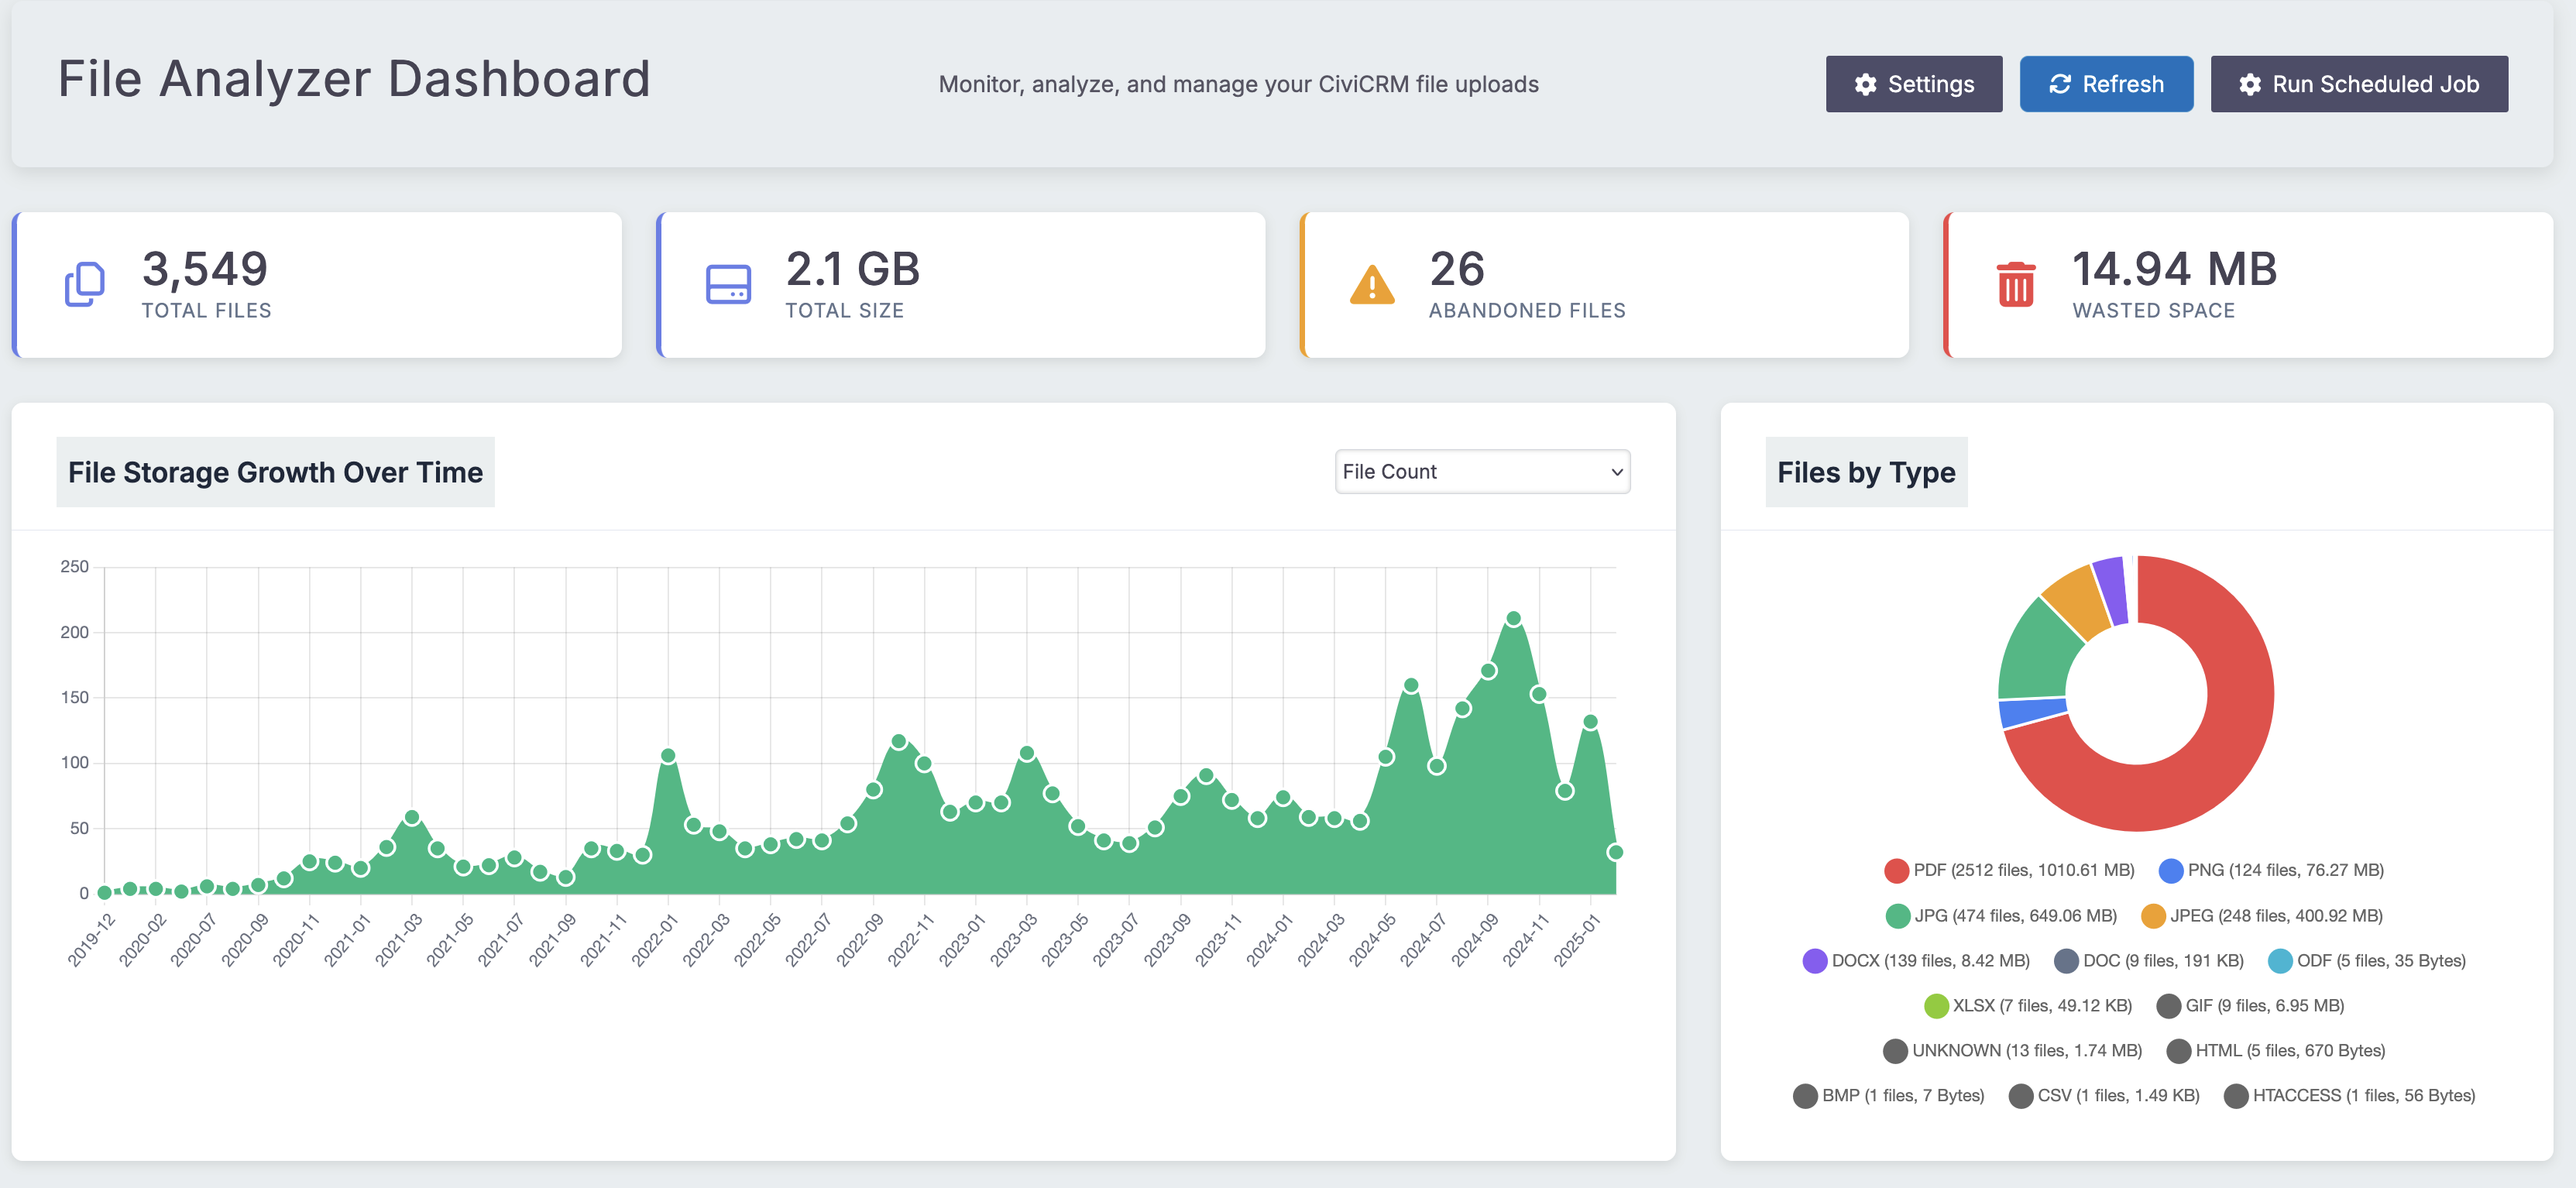 File Analyzer Dashboard
Monitor, analyze, and manage your CiviCRM file uploads
Settings
Refresh
Run Scheduled Job
3,549
TOTAL FILES
2.1 GB
TOTAL SIZE
26
ABANDONED FILES
14.94 MB
WASTED SPACE
File Storage Growth Over Time
File Count
250
200
150
100
50
0
2019-12
2020-02
2020-07
2020-09
2020-11
2021-01
2021-03
2021-05
2021-07
2021-09
2021-11
2022-01
2022-03
2022-05
2022-07
2022-09
2022-11
2023-01
2023-03
2023-05
2023-07
2023-09
2023-11
2024-01
2024-03
2024-05
2024-07
2024-09
2024-11
2025-01
Files by Type
PDF (2512 files, 1010.61 MB)
PNG (124 files, 76.27 MB)
JPG (474 files, 649.06 MB)
JPEG (248 files, 400.92 MB)
DOCX (139 files, 8.42 MB)
DOC (9 files, 191 KB)
ODF (5 files, 35 Bytes)
XLSX (7 files, 49.12 KB)
GIF (9 files, 6.95 MB)
UNKNOWN (13 files, 1.74 MB)
HTML (5 files, 670 Bytes)
BMP (1 files, 7 Bytes)
CSV (1 files, 1.49 KB)
HTACCESS (1 files, 56 Bytes)